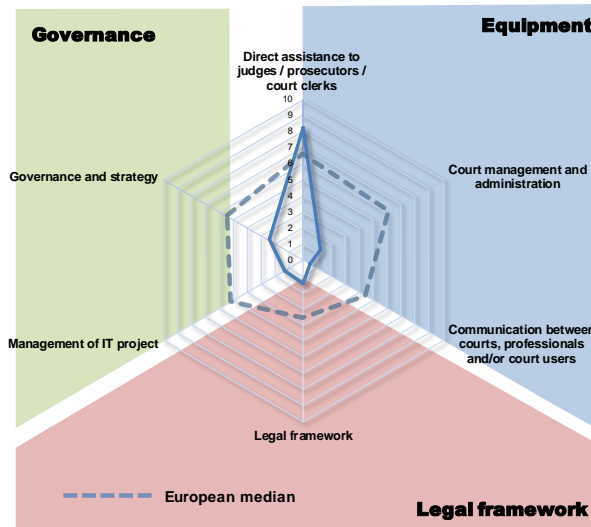 Governance
Equipment
Direct assistance to
judges / prosecutors /
court clerks
10
9
8
7
6
5
4
3
2
1
0
Governance and strategy
Court management and
administration
Management of IT project
Communication between
courts, professionals
and/or court users
Legal framework
European median
Legal framework